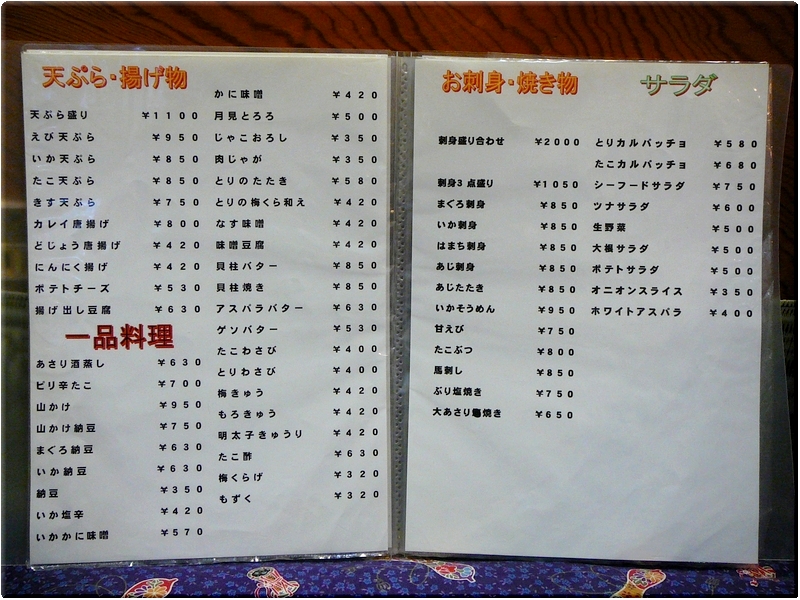 天ぷら・揚げ物
天ぷら盛り ￥1100
えび天ぷら ￥950
いか天ぷら ￥850
たこ天ぷら ￥850
きす天ぷら ￥750
カレイ唐揚げ ￥800
どじょう唐揚げ ￥420
にんにく揚げ ￥420
ポテトチーズ ￥530
揚げ出し豆腐 ￥630
一品料理
あさり酒蒸し ￥630
ピリ辛たこ ￥700
山かけ ￥950
山かけ納豆 ￥750
まぐろ納豆 ￥630
いか納豆 ￥630
納豆 ￥350
いか塩辛 ￥420
いかかに味噌 ￥570
かに味噌 ￥420
月見とろろ ￥500
じゃこおろし ￥350
肉じゃが ￥350
とりのたたき ￥580
とりの梅くら和え ￥420
なす味噌 ￥420
味噌豆腐 ￥420
貝柱バター ￥850
貝柱焼き ￥850
アスパラバター ￥630
ゲソバター ￥530
たこわさび ￥400
とりわさび ￥400
梅きゅう ￥420
もろきゅう ￥420
明太子きゅうり ￥420
たこ酢 ￥630
梅くらげ ￥320
もずく ￥320
お刺身・焼き物
刺身盛り合わせ ￥2000
刺身3点盛り ￥1050
まぐろ刺身 ￥850
いか刺身 ￥850
はまち刺身 ￥850
あじ刺身 ￥850
あじたたき ￥850
いかそうめん ￥950
甘えび ￥750
たこぶつ ￥800
馬刺し ￥850
ぶり塩焼き ￥750
大あさり塩焼き ￥650
サラダ
とりカルパッチョ ￥580
たこカルパッチョ ￥680
シーフードサラダ ￥750
ツナサラダ ￥600
生野菜 ￥500
大根サラダ ￥500
ポテトサラダ ￥500
オニオンスライス ￥350
ホワイトアスパラ ￥400